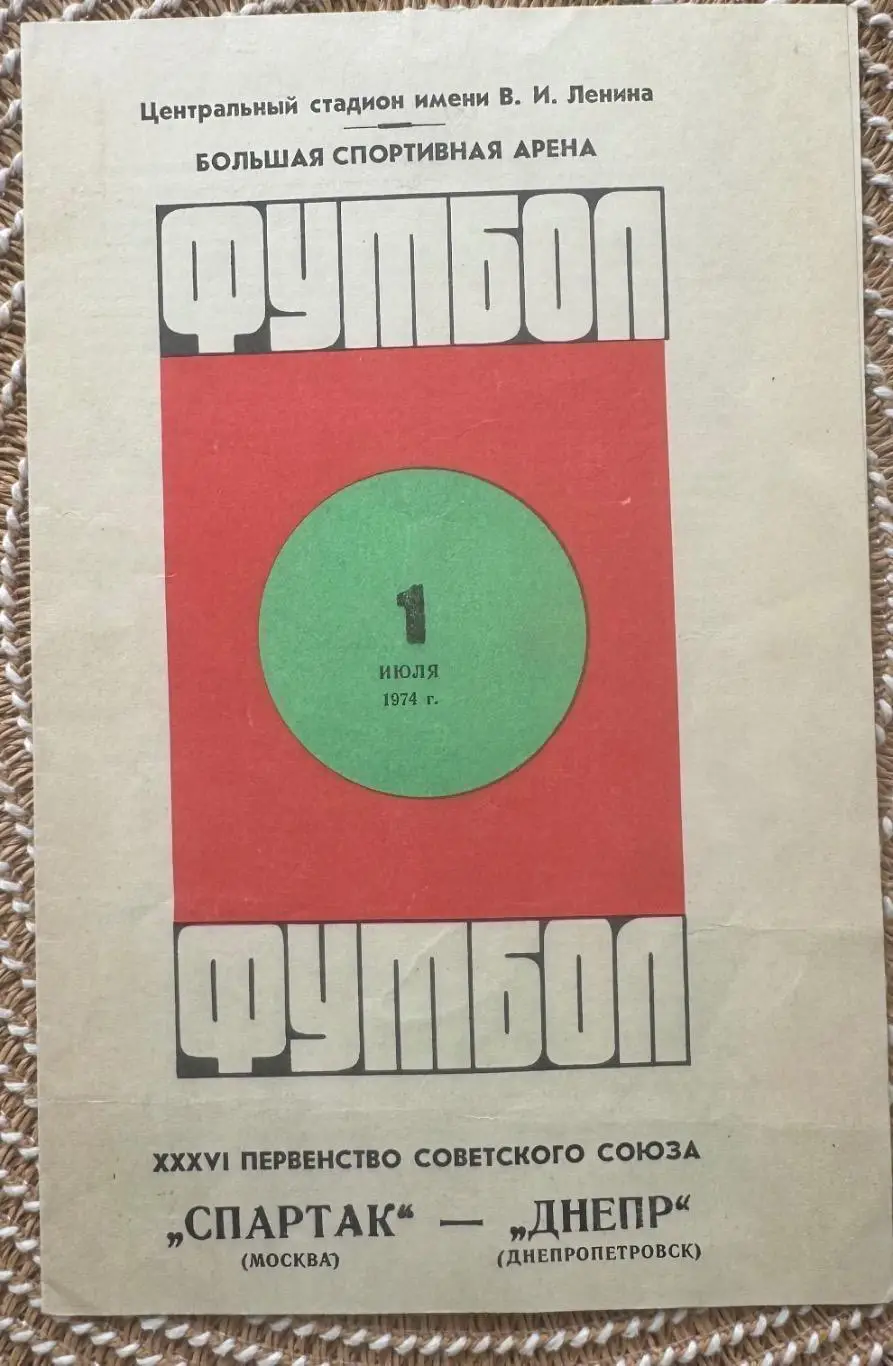 Центральный стадион имени В. И. Ленина
БОЛЬШАЯ СПОРТИВНАЯ АРЕНА
ФУТБОЛ
1
ИЮЛЯ
1974 г.
ФУТБОЛ
XXXVI ПЕРВЕНСТВО СОВЕТСКОГО СОЮЗА
„СПАРТАК“ — „ДНЕПР“
(МОСКВА) (ДНЕПРОПЕТРОВСК)